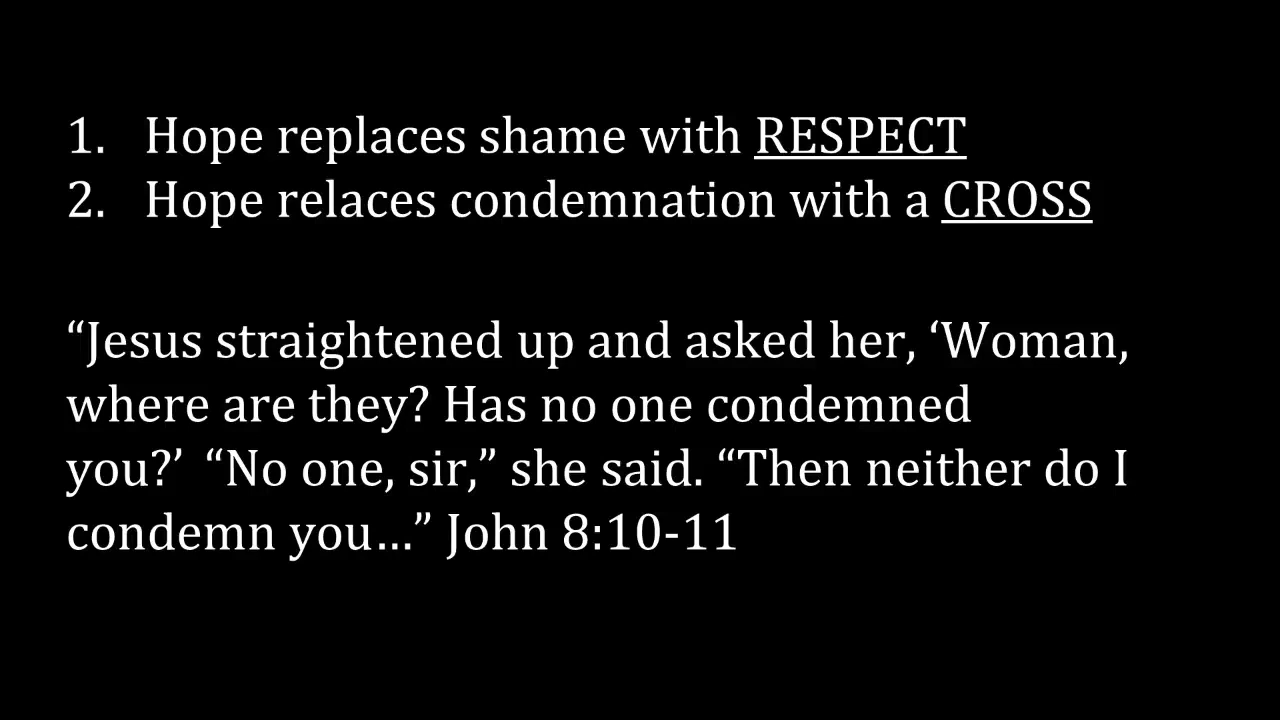 1. Hope replaces shame with RESPECT
2. Hope relaces condemnation with a CROSS
“Jesus straightened up and asked her, ‘Woman,
where are they? Has no one condemned
you?’ “No one, sir,” she said. “Then neither do I
condemn you…” John 8:10-11